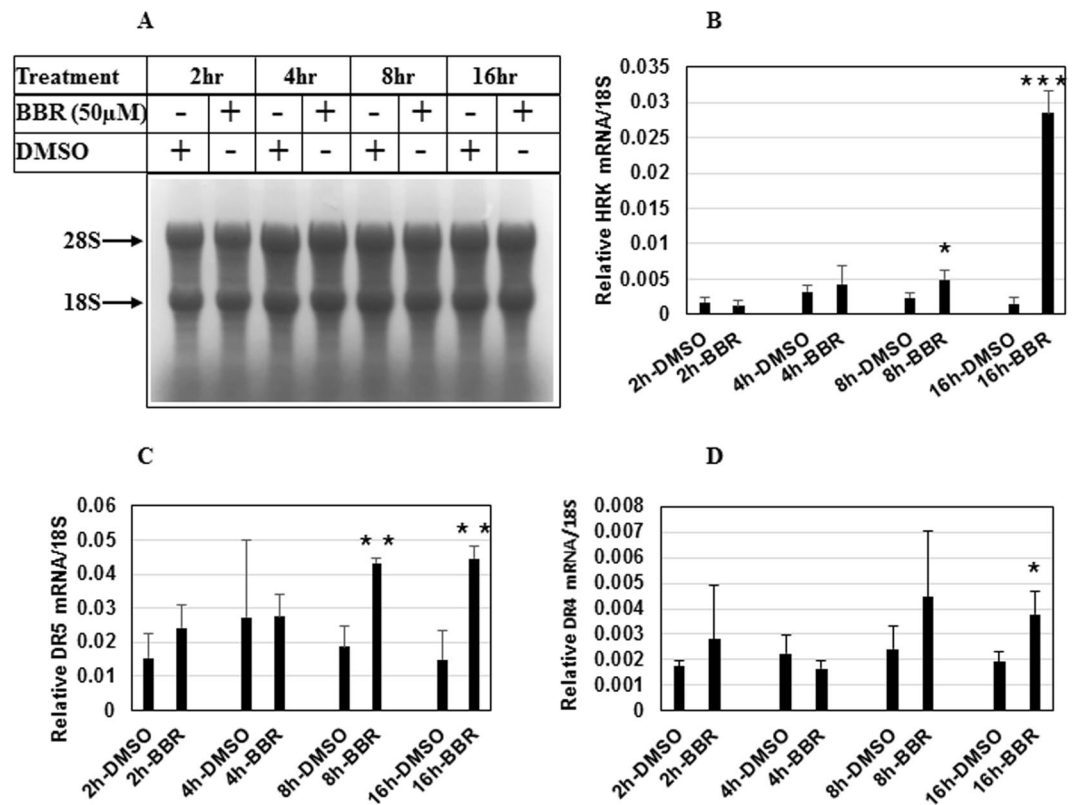 A
Treatment 2hr 4hr 8hr 16hr
BBR (50µM) - + - + - + - +
DMSO + - + - + - + -
28S
18S
B
Relative HRK mRNA/18S
0.035
0.03
0.025
0.02
0.015
0.01
0.005
0
* * *
*
2h-DMSO
2h-BBR
4h-DMSO
4h-BBR
8h-DMSO
8h-BBR
16h-DMSO
16h-BBR
C
Relative DR5 mRNA/18S
0.06
0.05
0.04
0.03
0.02
0.01
0
* *
* *
2h-DMSO
2h-BBR
4h-DMSO
4h-BBR
8h-DMSO
8h-BBR
16h-DMSO
16h-BBR
D
Relative DR4 mRNA/18S
0.008
0.007
0.006
0.005
0.004
0.003
0.002
0.001
0
*
2h-DMSO
2h-BBR
4h-DMSO
4h-BBR
8h-DMSO
8h-BBR
16h-DMSO
16h-BBR